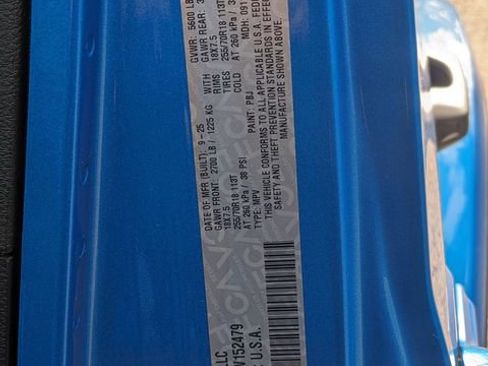 LLC
DATE OF MFR (BUILT): 9-25 GVWR: 5600 LB
GAWR FRONT: 2700 LB / 1225 KG WITH GAWR REAR: 3
18X7.5 RIMS 18X7.5
255/70R18 113T TIRES 255/70R18 113T
AT 260 kPa / 38 PSI COLD AT 260 kPa / 3
TYPE: MPV PAINT: PBJ MDH: 091
THIS VEHICLE CONFORMS TO ALL APPLICABLE U.S.A. FEDE
SAFETY AND THEFT PREVENTION STANDARDS IN EFFE
MANUFACTURE SHOWN ABOVE.
152479
U.S.A.